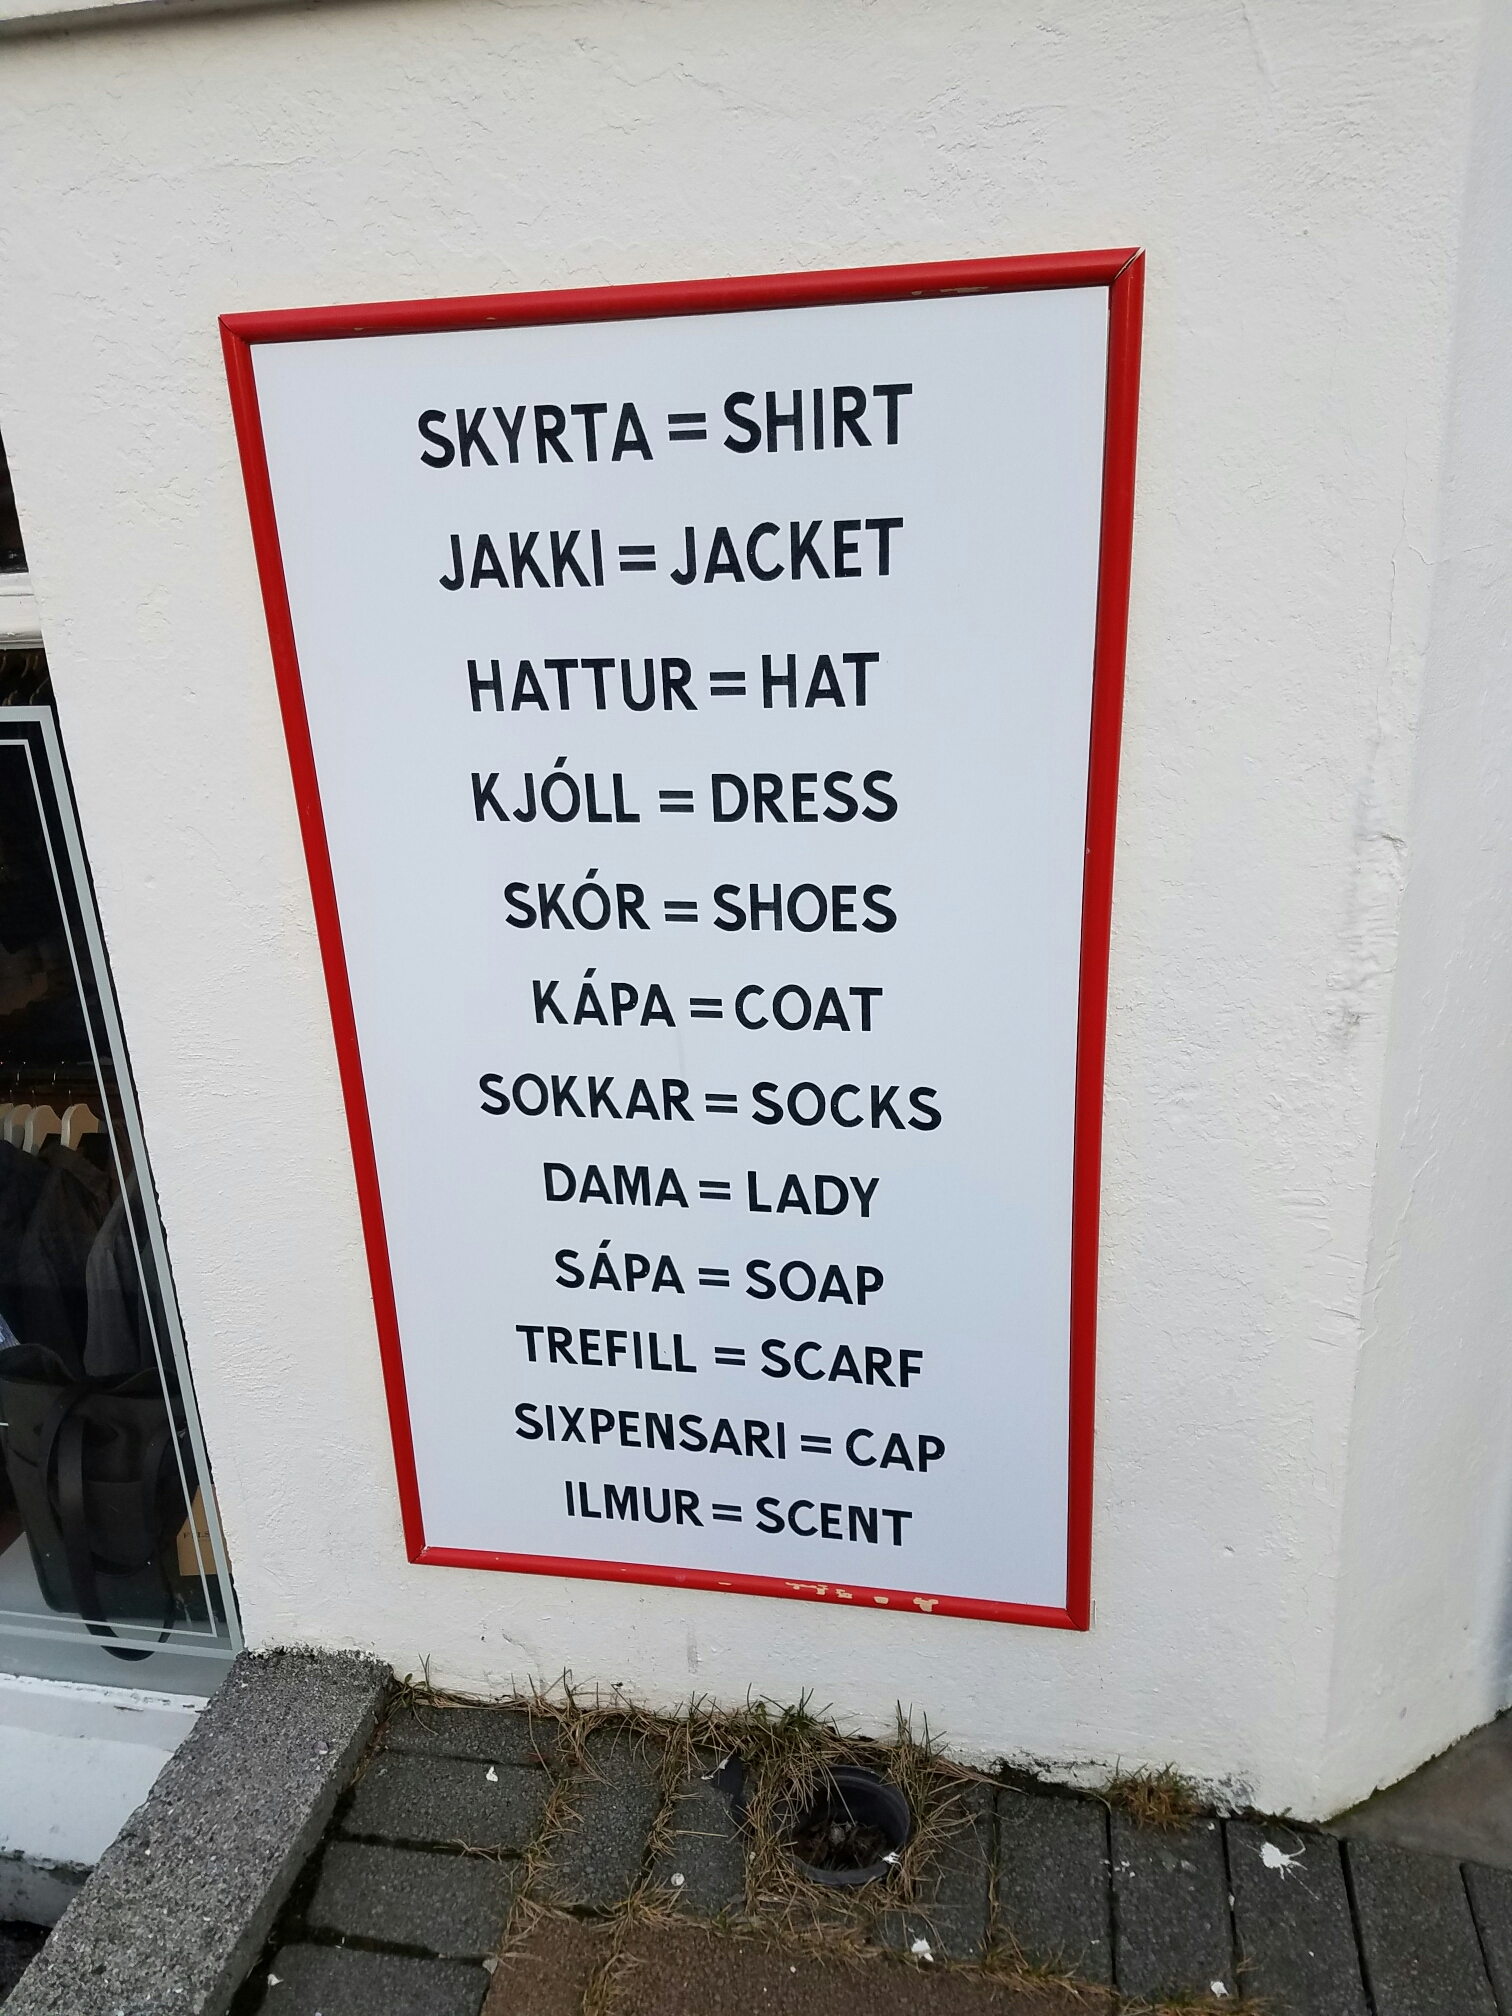 SKYRTA = SHIRT
JAKKI = JACKET
HATTUR = HAT
KJÓLL = DRESS
SKÓR = SHOES
KÁPA = COAT
SOKKAR = SOCKS
DAMA = LADY
SÁPA = SOAP
TREFILL = SCARF
SIXPENSARI = CAP
ILMUR = SCENT